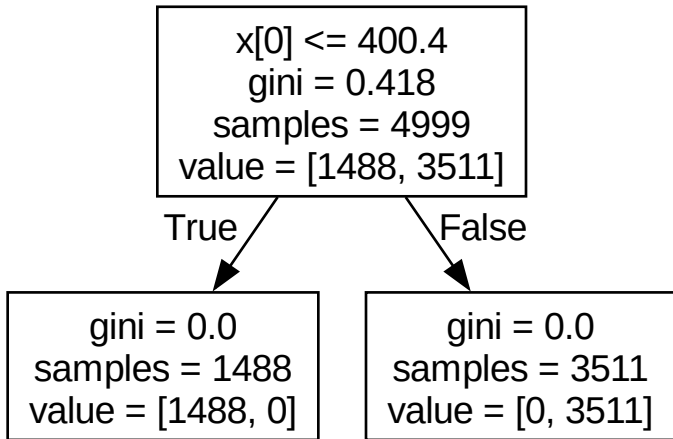 x[0] <= 400.4
gini = 0.418
samples = 4999
value = [1488, 3511]
True
False
gini = 0.0
samples = 1488
value = [1488, 0]
gini = 0.0
samples = 3511
value = [0, 3511]